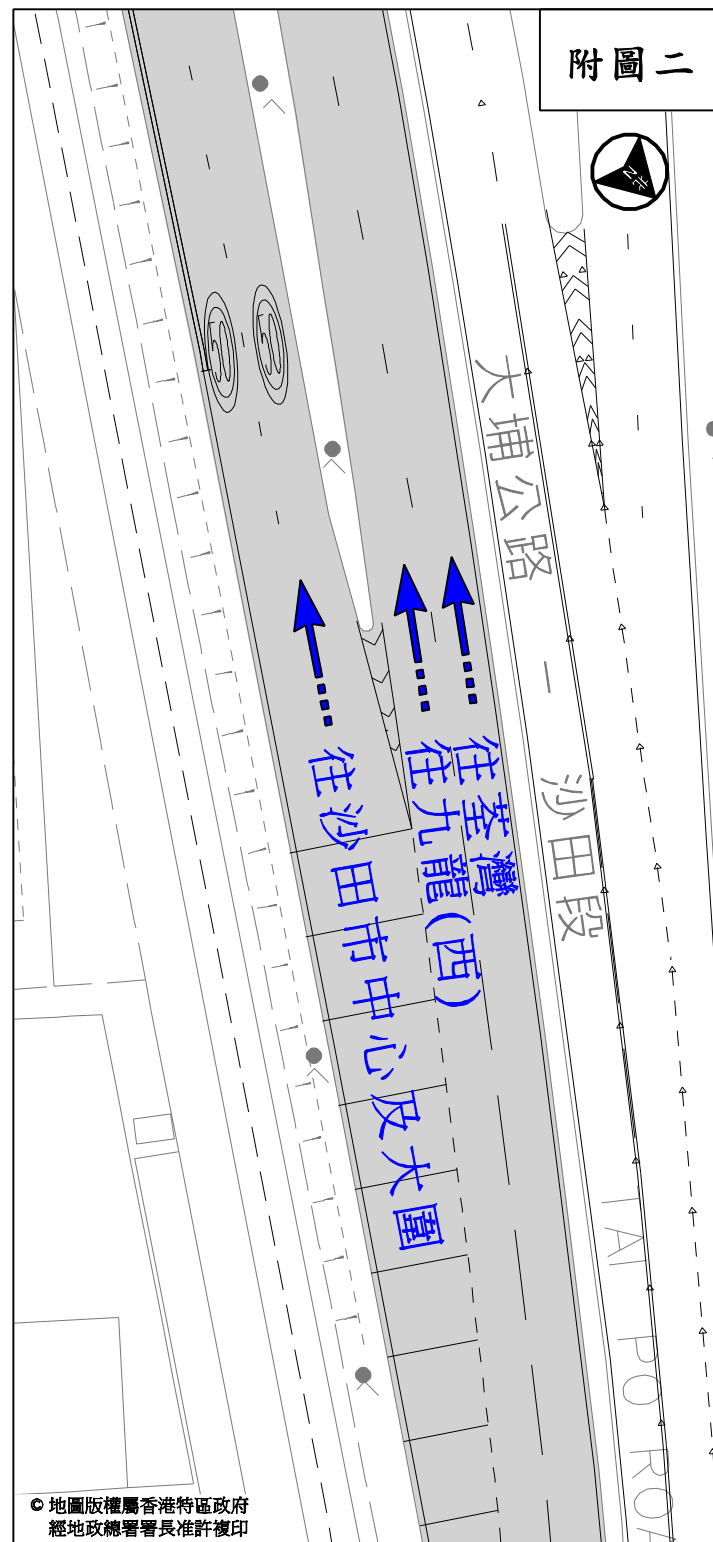 附圖二
北
N
50
50
大埔公路 - 沙田段
往荃灣
往九龍(西)
往沙田市中心及大圍
TAI PO ROA
© 地圖版權屬香港特區政府
經地政總署署長准許複印